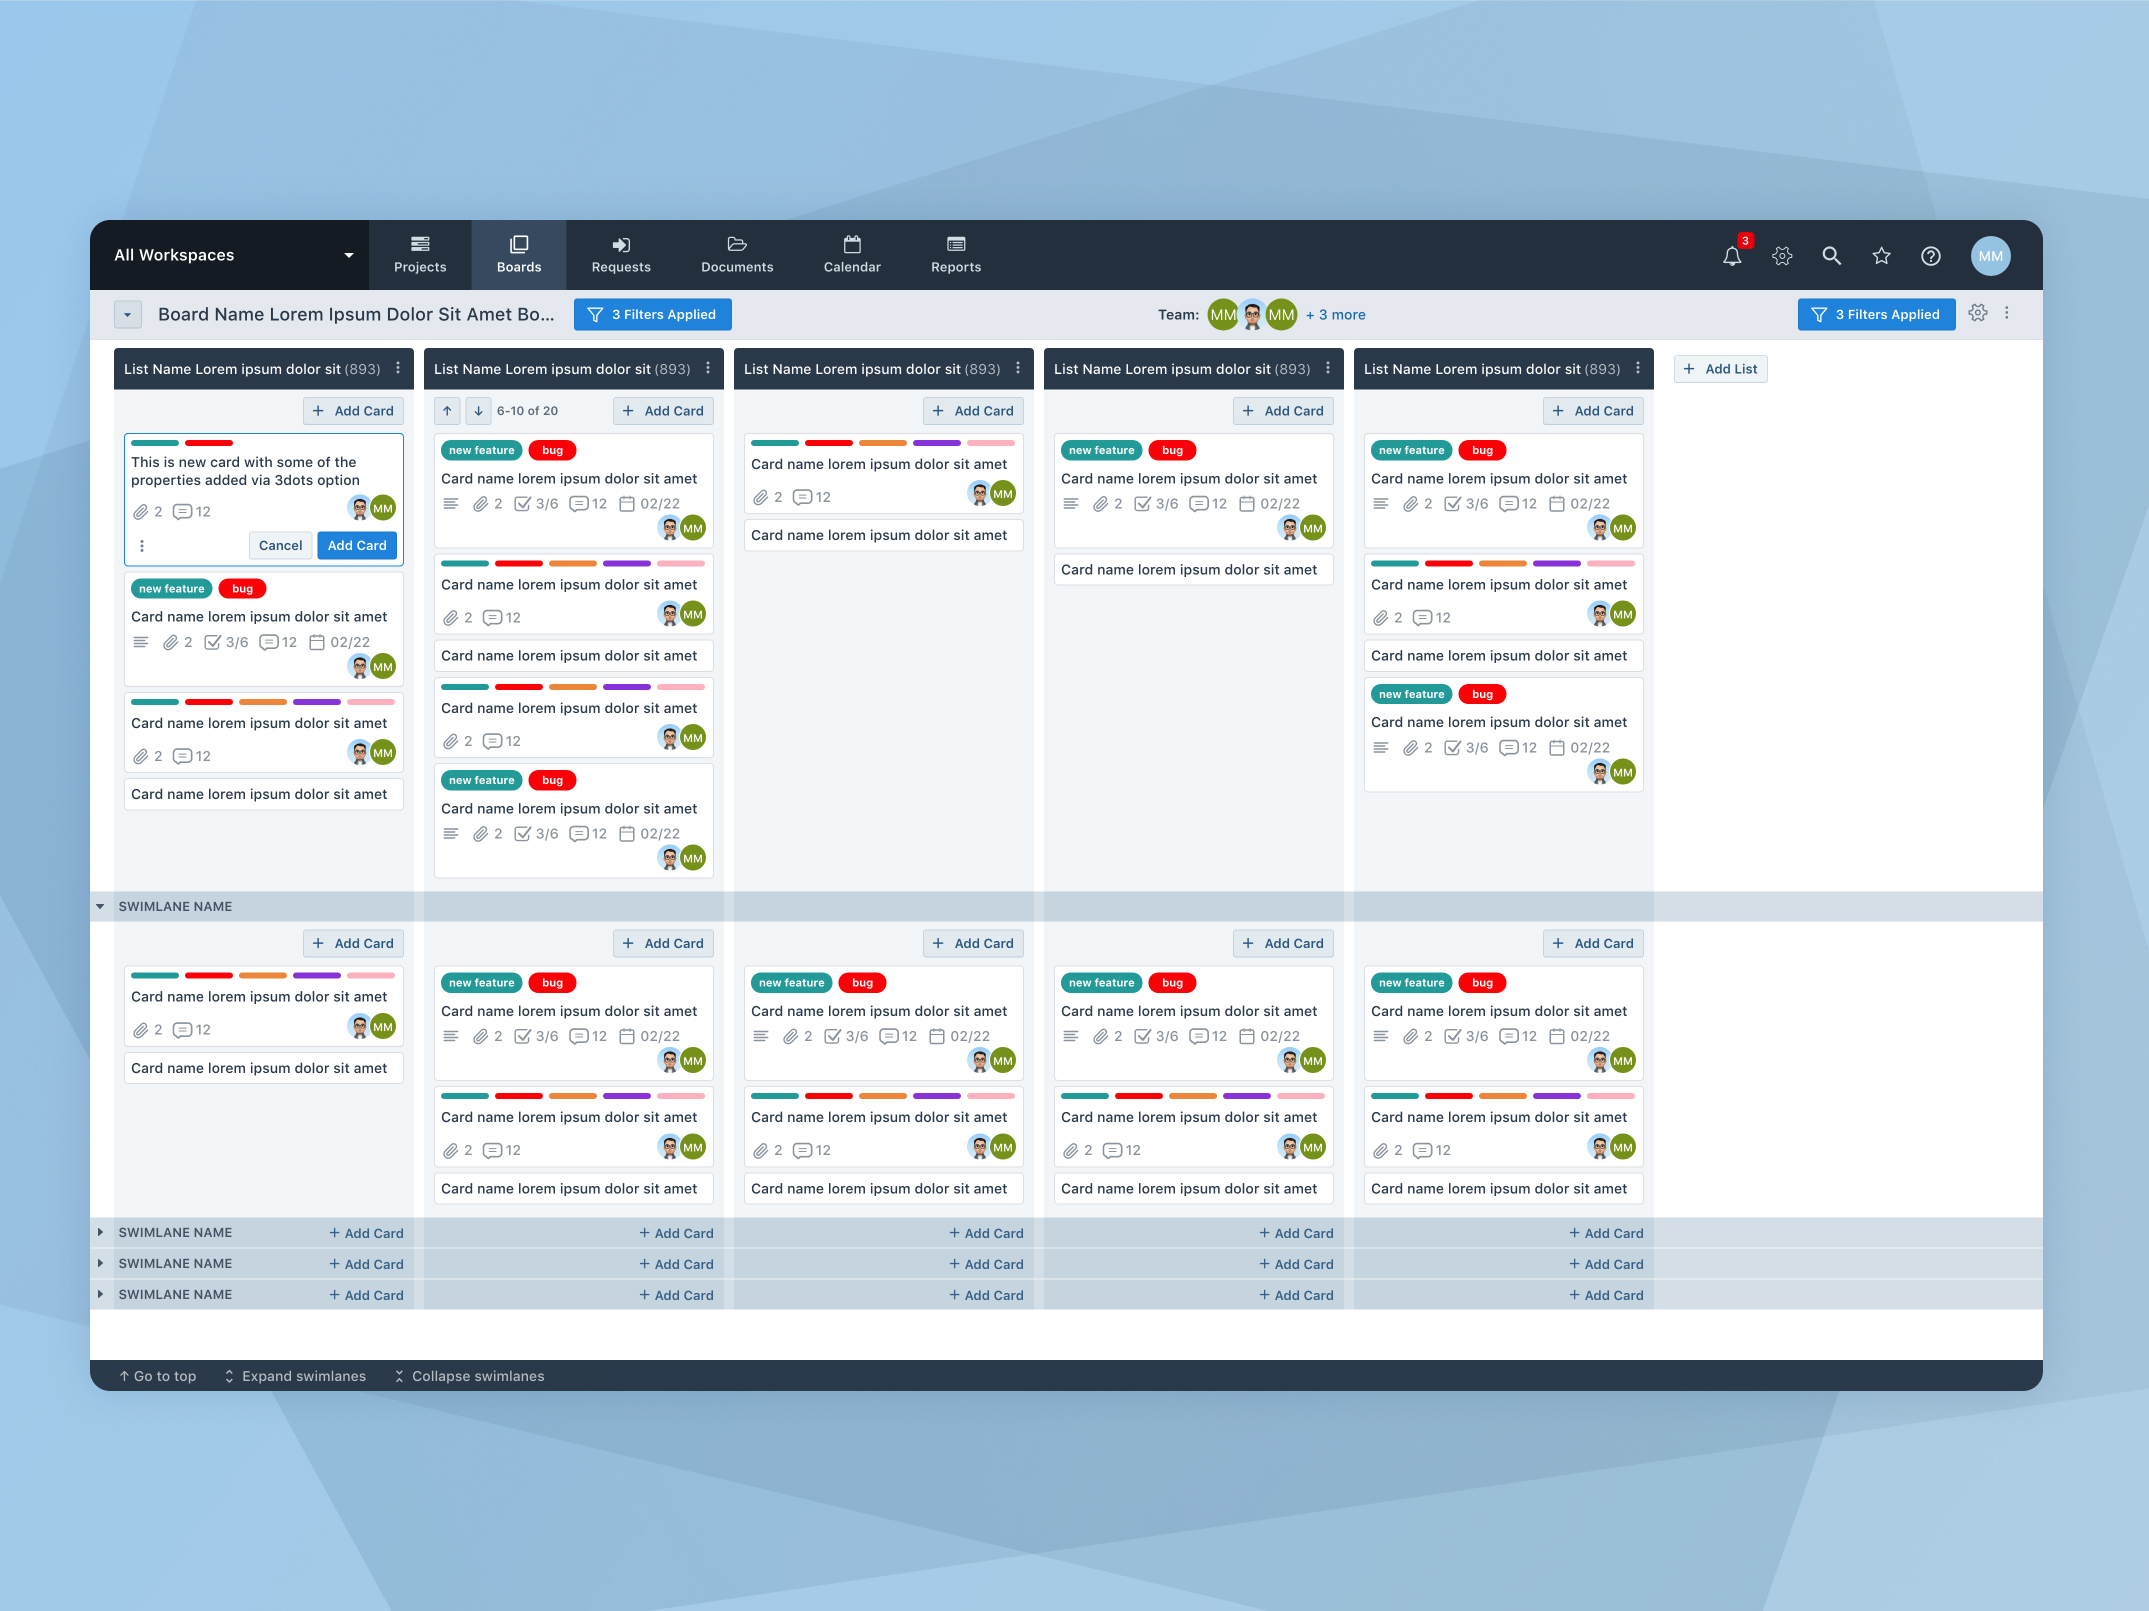 All Workspaces
Projects
Boards
Requests
Documents
Calendar
Reports
3
MM
Board Name Lorem Ipsum Dolor Sit Amet Bo...
3 Filters Applied
Team: MM MM + 3 more
3 Filters Applied
List Name Lorem ipsum dolor sit (893)
List Name Lorem ipsum dolor sit (893)
List Name Lorem ipsum dolor sit (893)
List Name Lorem ipsum dolor sit (893)
List Name Lorem ipsum dolor sit (893)
+ Add List
+ Add Card
This is new card with some of the
properties added via 3dots option
2 12
MM
Cancel Add Card
new feature bug
Card name lorem ipsum dolor sit amet
2 3/6 12 02/22
MM
Card name lorem ipsum dolor sit amet
2 12
MM
Card name lorem ipsum dolor sit amet
6-10 of 20
+ Add Card
new feature bug
Card name lorem ipsum dolor sit amet
2 3/6 12 02/22
MM
Card name lorem ipsum dolor sit amet
2 12
MM
Card name lorem ipsum dolor sit amet
Card name lorem ipsum dolor sit amet
2 12
MM
new feature bug
Card name lorem ipsum dolor sit amet
2 3/6 12 02/22
MM
+ Add Card
Card name lorem ipsum dolor sit amet
2 12
MM
Card name lorem ipsum dolor sit amet
+ Add Card
new feature bug
Card name lorem ipsum dolor sit amet
2 3/6 12 02/22
MM
Card name lorem ipsum dolor sit amet
+ Add Card
new feature bug
Card name lorem ipsum dolor sit amet
2 3/6 12 02/22
MM
Card name lorem ipsum dolor sit amet
2 12
MM
Card name lorem ipsum dolor sit amet
new feature bug
Card name lorem ipsum dolor sit amet
2 3/6 12 02/22
MM
SWIMLANE NAME
+ Add Card
Card name lorem ipsum dolor sit amet
2 12
MM
Card name lorem ipsum dolor sit amet
+ Add Card
new feature bug
Card name lorem ipsum dolor sit amet
2 3/6 12 02/22
MM
Card name lorem ipsum dolor sit amet
2 12
MM
Card name lorem ipsum dolor sit amet
+ Add Card
new feature bug
Card name lorem ipsum dolor sit amet
2 3/6 12 02/22
MM
Card name lorem ipsum dolor sit amet
2 12
MM
Card name lorem ipsum dolor sit amet
+ Add Card
new feature bug
Card name lorem ipsum dolor sit amet
2 3/6 12 02/22
MM
Card name lorem ipsum dolor sit amet
2 12
MM
Card name lorem ipsum dolor sit amet
+ Add Card
new feature bug
Card name lorem ipsum dolor sit amet
2 3/6 12 02/22
MM
Card name lorem ipsum dolor sit amet
2 12
MM
Card name lorem ipsum dolor sit amet
SWIMLANE NAME + Add Card + Add Card + Add Card + Add Card + Add Card
SWIMLANE NAME + Add Card + Add Card + Add Card + Add Card + Add Card
SWIMLANE NAME + Add Card + Add Card + Add Card + Add Card + Add Card
Go to top Expand swimlanes Collapse swimlanes